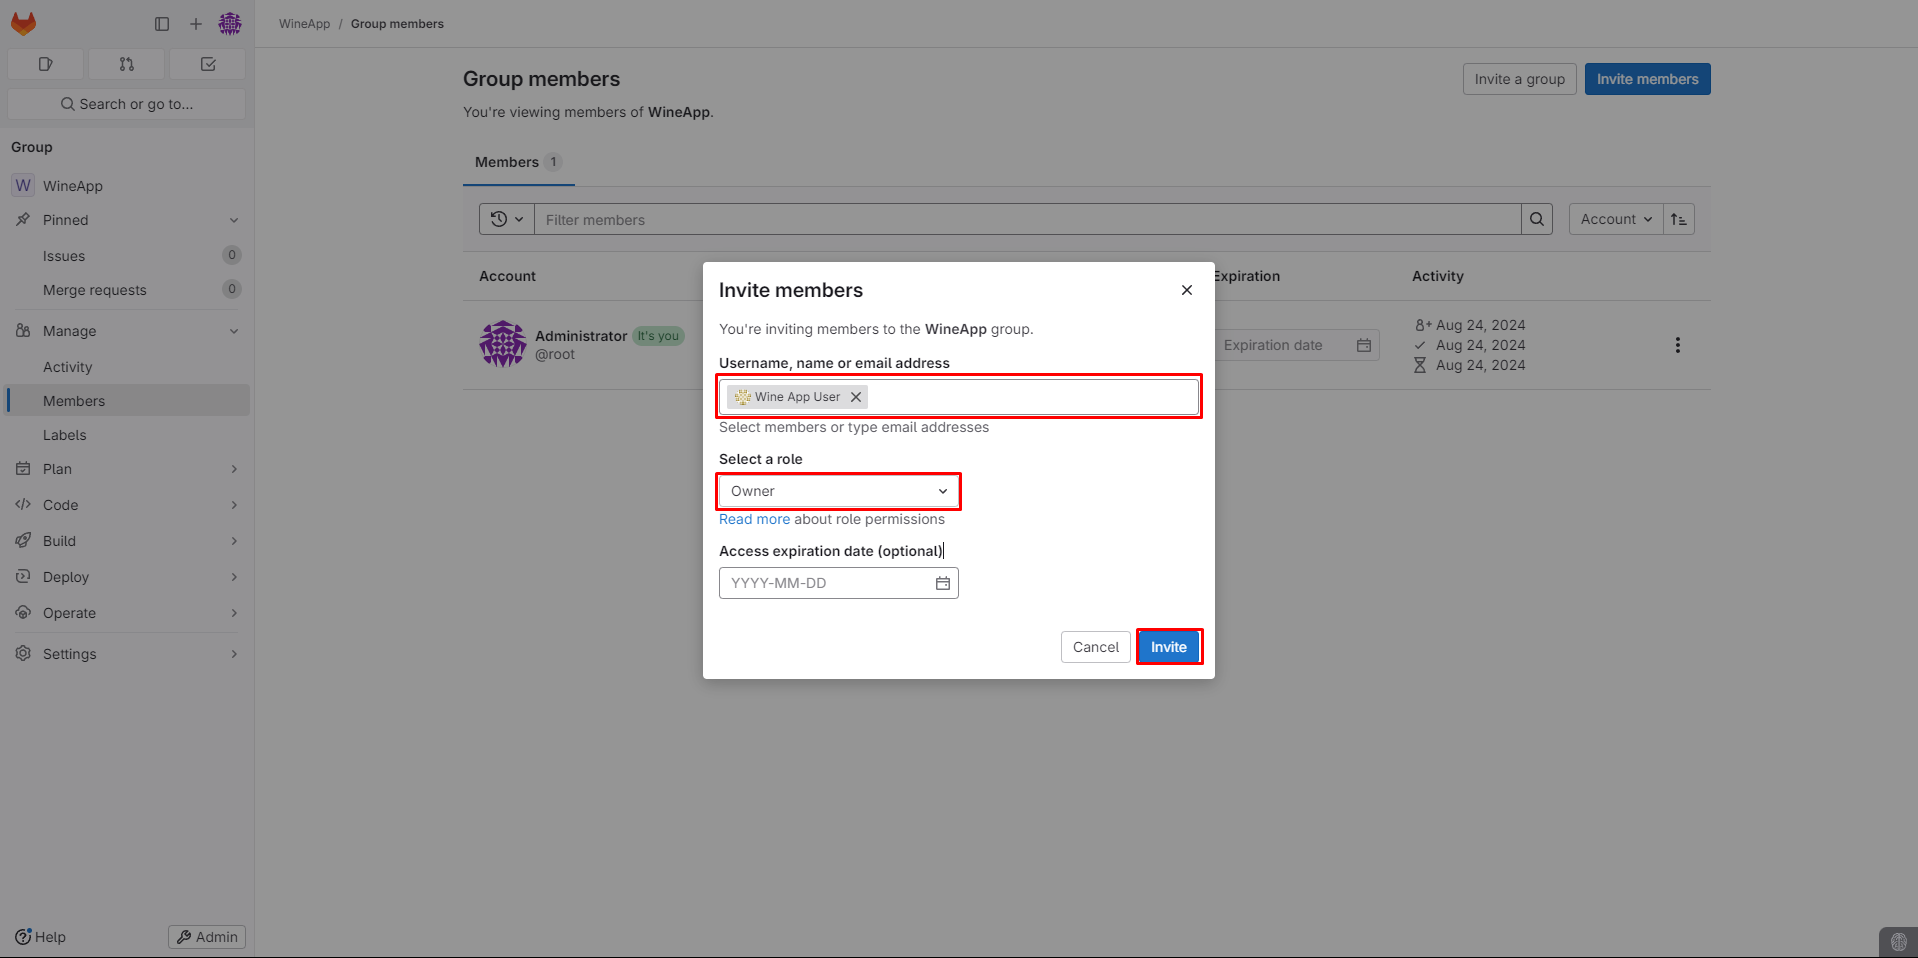 WineApp / Group members
Search or go to...
Group
W WineApp
Pinned
Issues 0
Merge requests 0
Manage
Activity
Members
Labels
Plan
Code
Build
Deploy
Operate
Settings
Help
Admin
Group members
Invite a group
Invite members
You're viewing members of WineApp.
Members 1
Filter members
Account
Account
Expiration
Activity
Administrator It's you
@root
Expiration date
Aug 24, 2024
Aug 24, 2024
Aug 24, 2024
Invite members
You're inviting members to the WineApp group.
Username, name or email address
Wine App User
Select members or type email addresses
Select a role
Owner
Read more about role permissions
Access expiration date (optional)
YYYY-MM-DD
Cancel
Invite